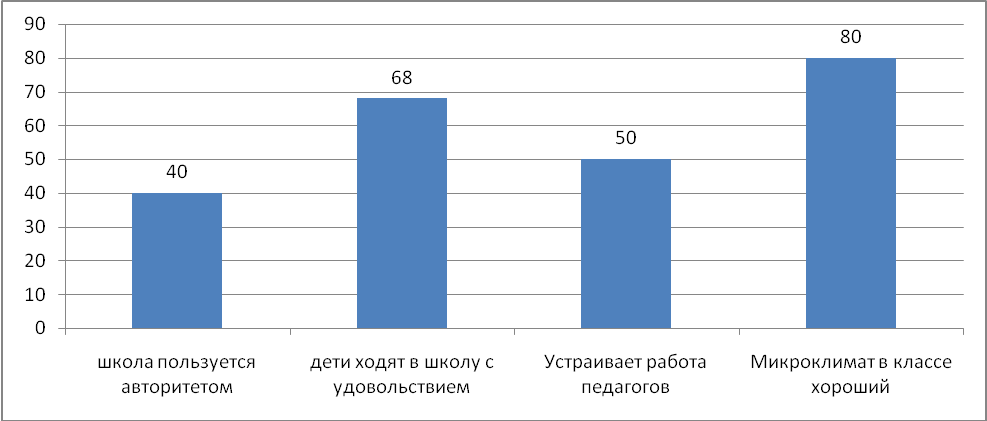 90
80
70
60
50
40
30
20
10
0
40
68
50
80
школа пользуется
авторитетом
дети ходят в школу с
удовольствием
Устраивает работа
педагогов
Микроклимат в классе
хороший